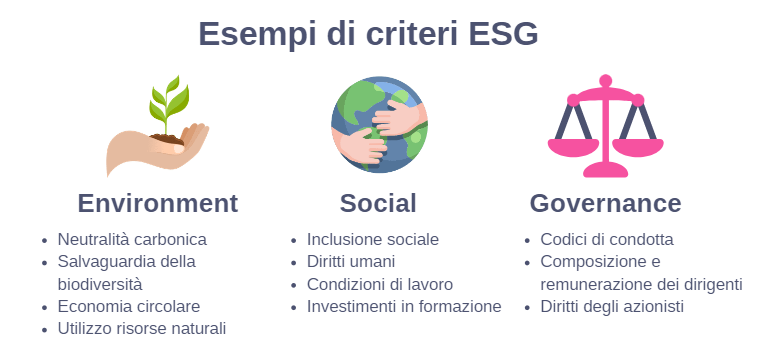 Esempi di criteri ESG
Environment
Neutralità carbonica
Salvaguardia della
biodiversità
Economia circolare
Utilizzo risorse naturali
Social
Inclusione sociale
Diritti umani
Condizioni di lavoro
Investimenti in formazione
Governance
Codici di condotta
Composizione e
remunerazione dei dirigenti
Diritti degli azionisti